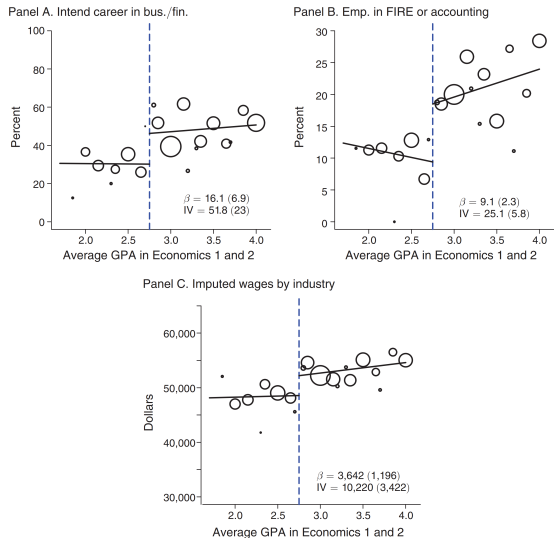 Panel A. Intend career in bus./fin.
100
80
60
40
20
0
Percent
2.0 2.5 3.0 3.5 4.0
Average GPA in Economics 1 and 2
β = 16.1 (6.9)
IV = 51.8 (23)
Panel B. Emp. in FIRE or accounting
30
25
20
15
10
5
0
Percent
2.0 2.5 3.0 3.5 4.0
Average GPA in Economics 1 and 2
β = 9.1 (2.3)
IV = 25.1 (5.8)
Panel C. Imputed wages by industry
60,000
50,000
40,000
30,000
Dollars
2.0 2.5 3.0 3.5 4.0
Average GPA in Economics 1 and 2
β = 3,642 (1,196)
IV = 10,220 (3,422)